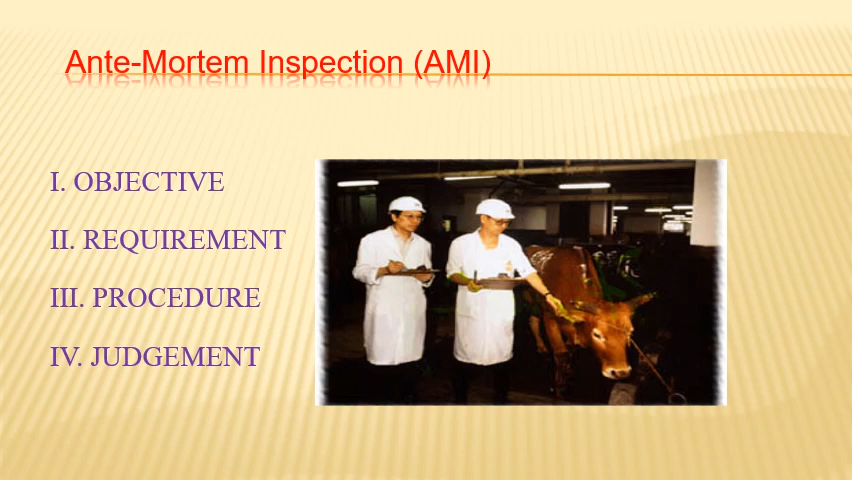 Ante-Mortem Inspection (AMI)
I. OBJECTIVE
II. REQUIREMENT
III. PROCEDURE
IV. JUDGEMENT